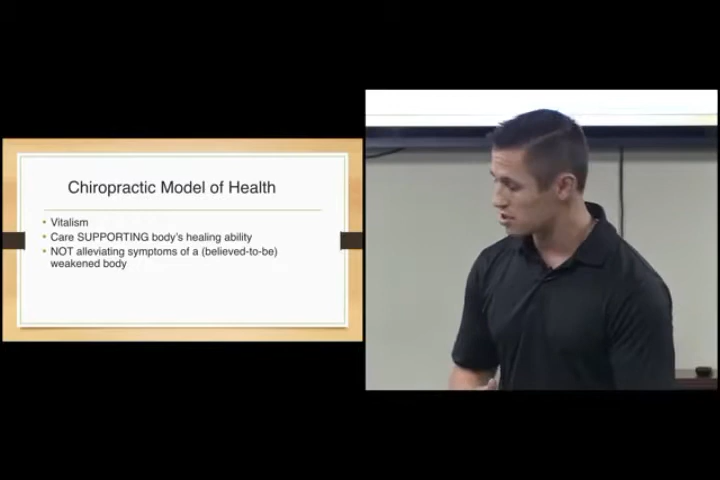 Chiropractic Model of Health
• Vitalism
• Care SUPPORTING body's healing ability
• NOT alleviating symptoms of a (believed-to-be)
weakened body